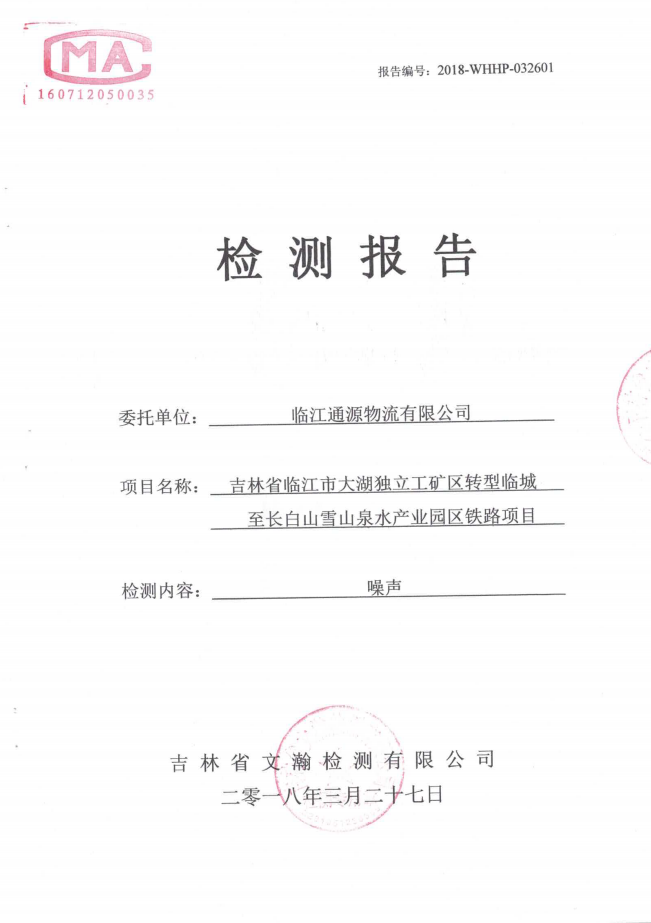 MA
160712050035
报告编号：2018-WHHP-032601
检测报告
委托单位： 临江通源物流有限公司
项目名称： 吉林省临江市大湖独立工矿区转型临城
至长白山雪山泉水产业园区铁路项目
检测内容： 噪声
吉林省文瀚检测有限公司
二零一八年三月二十七日